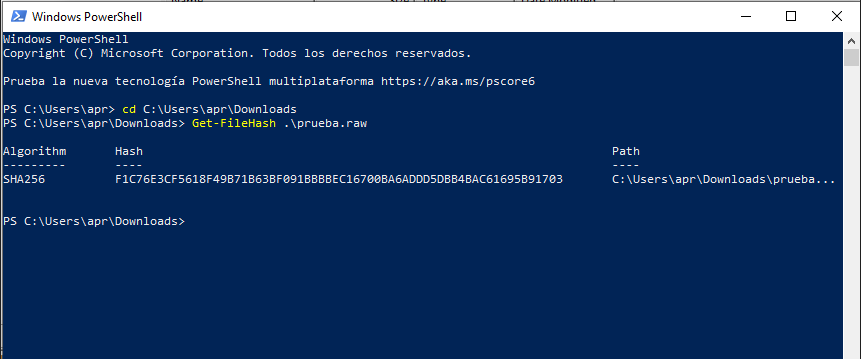 Windows PowerShell
Windows PowerShell
Copyright (C) Microsoft Corporation. Todos los derechos reservados.
Prueba la nueva tecnología PowerShell multiplataforma https://aka.ms/pscore6
PS C:\Users\apr> cd C:\Users\apr\Downloads
PS C:\Users\apr\Downloads> Get-FileHash .\prueba.raw
Algorithm Hash Path
--------- ---- ----
SHA256 F1C76E3CF5618F49B71B63BF091BBBBEC16700BA6ADDD5DBB4BAC61695B91703 C:\Users\apr\Downloads\prueba...
PS C:\Users\apr\Downloads>